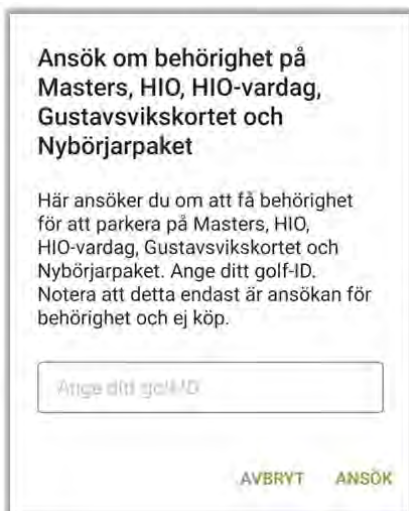 Ansök om behörighet på
Masters, HIO, HIO-vardag,
Gustavsvikskortet och
Nybörjarpaket
Här ansöker du om att få behörighet
för att parkera på Masters, HIO,
HIO-vardag, Gustavsvikskortet och
Nybörjarpaket. Ange ditt golf-ID.
Notera att detta endast är ansökan för
behörighet och ej köp.
Ange ditt golf-ID
AVBRYT ANSÖK